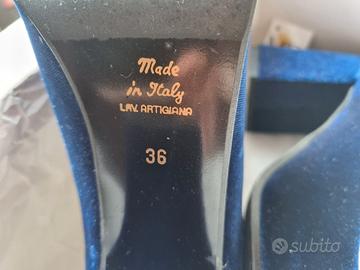 Made
in Italy
LAV. ARTIGIANA
36
subito